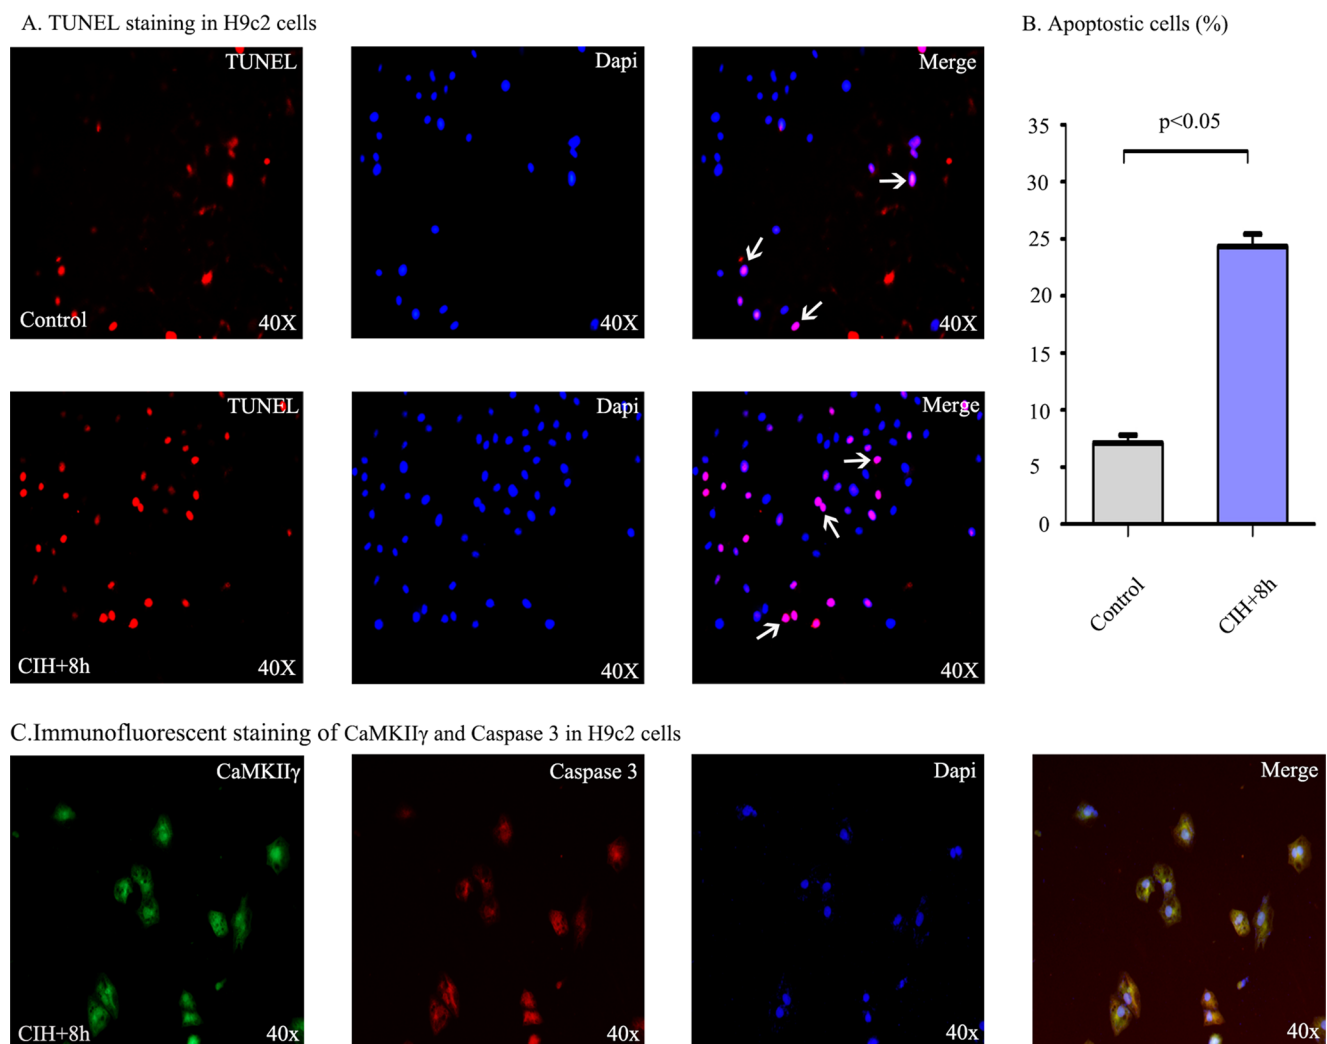 A. TUNEL staining in H9c2 cells
B. Apoptostic cells (%)
TUNEL
Control
40X
Dapi
40X
Merge
40X
p<0.05
35
30
25
20
15
10
5
0
Control
CIH+8h
TUNEL
CIH+8h
40X
Dapi
40X
Merge
40X
C.Immunofluorescent staining of CaMKIIγ and Caspase 3 in H9c2 cells
CaMKIIγ
CIH+8h
40x
Caspase 3
40x
Dapi
40x
Merge
40x